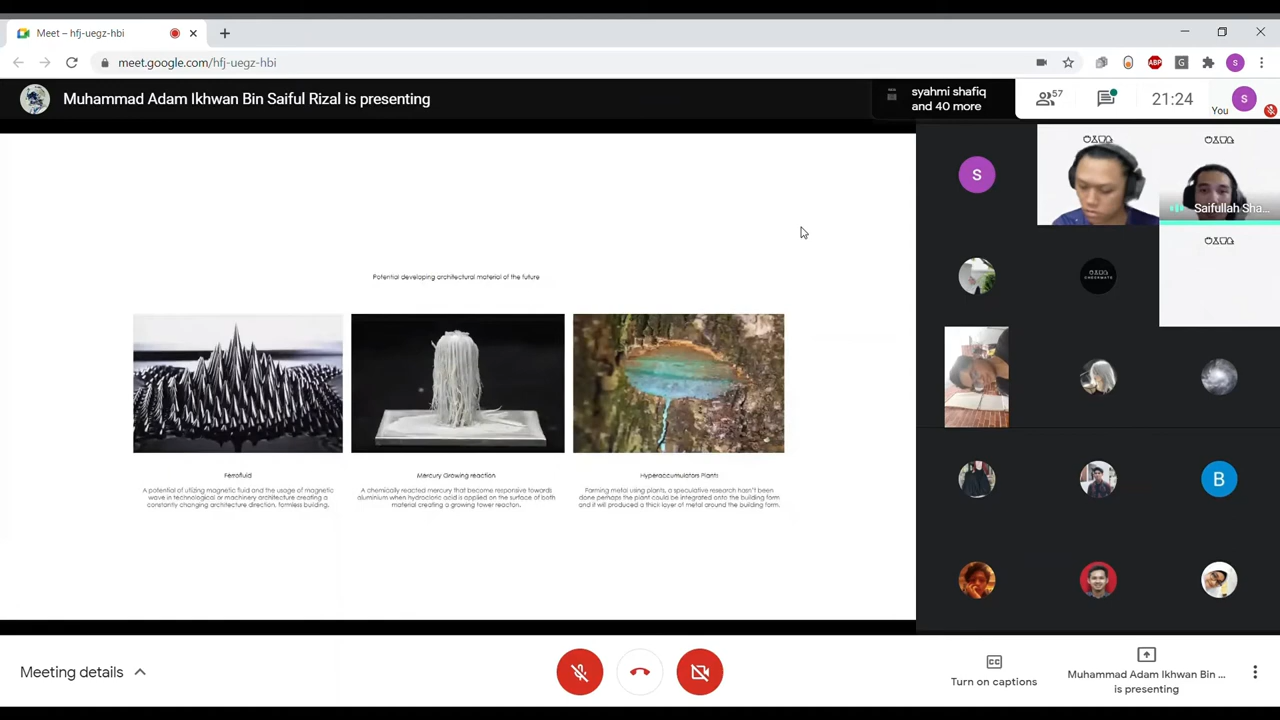 Meet – hfj-uegz-hbi
meet.google.com/hfj-uegz-hbi
ABP
G
S
Muhammad Adam Ikhwan Bin Saiful Rizal is presenting
syahmi shafiq
and 40 more
57
21:24
You
S
S
Saifullah Sha...
CHECKMATE
B
Potential developing architectural material of the future
Ferrofluid
A potential of utilizing magnetic fluid and the usage of magnetic
wave in technological or machinery architecture creating a
constantly changing architecture direction, formless building.
Mercury Growing reaction
A chemically reacted mercury that become responsive towards
aluminium when hydrocloric acid is applied on the surface of both
material creating a growing tower reacton.
Hyperaccumulators Plants
Farming metal using plants, a speculative research hasn't been
done perhaps the plant could be integrated onto the building form
and it will produced a thick layer of metal around the building form.
Meeting details
CC
Turn on captions
Muhammad Adam Ikhwan Bin ...
is presenting